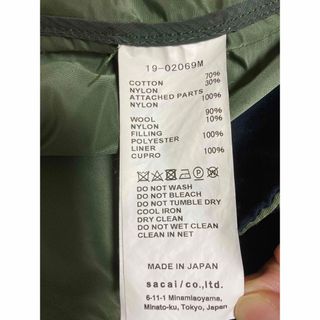 19-02069M
COTTON 70%
NYLON 30%
ATTACHED PARTS
NYLON 100%
WOOL 90%
NYLON 10%
FILLING
POLYESTER 100%
LINER
CUPRO 100%
DO NOT WASH
DO NOT BLEACH
DO NOT TUMBLE DRY
COOL IRON
DRY CLEAN
DO NOT WET CLEAN
CLEAN IN NET
MADE IN JAPAN
sacai/co.,ltd.
6-11-1 Minamiaoyama,
Minato-ku, Tokyo, Japan